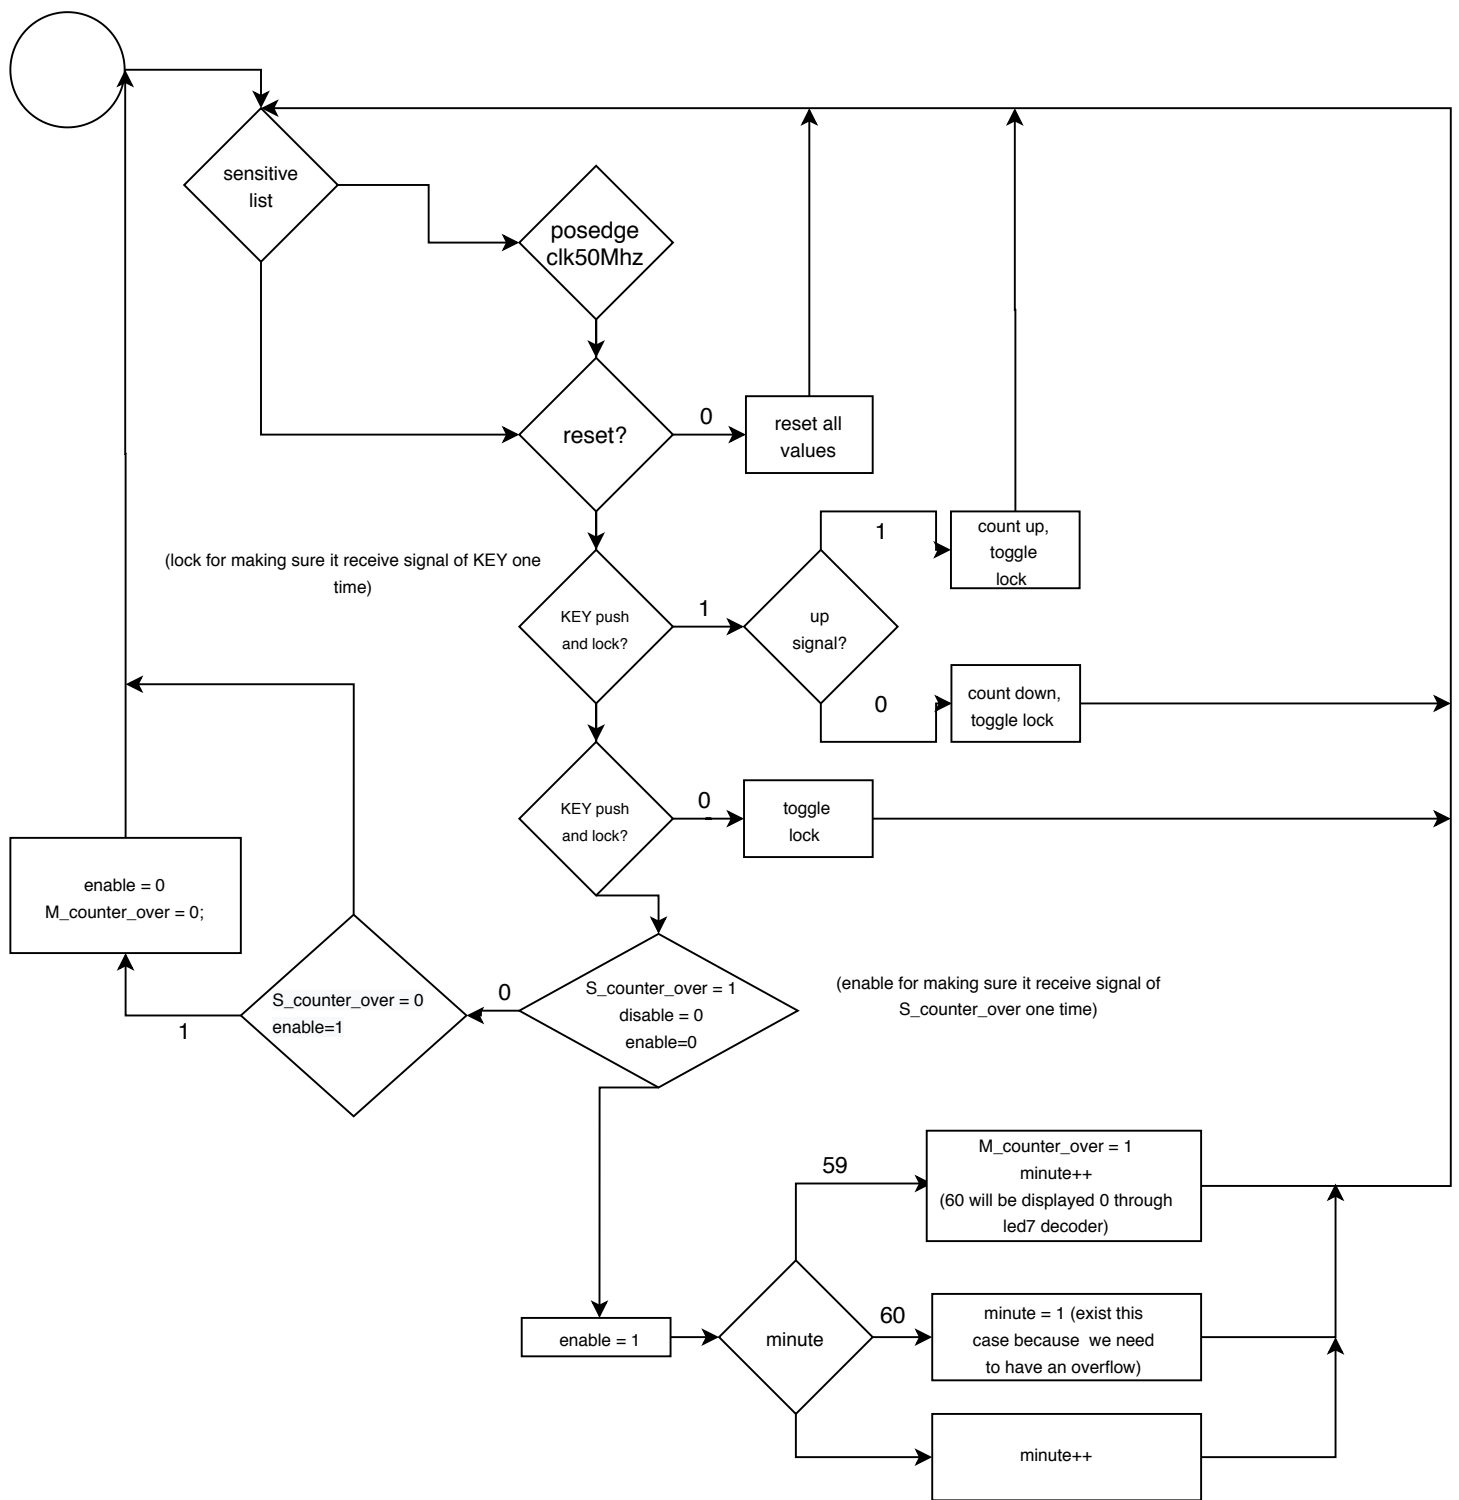 sensitive
list
posedge
clk50Mhz
reset?
0
reset all
values
(lock for making sure it receive signal of KEY one
time)
KEY push
and lock?
1
up
signal?
1
count up,
toggle
lock
0
count down,
toggle lock
KEY push
and lock?
0
toggle
lock
enable = 0
M_counter_over = 0;
S_counter_over = 0
enable=1
1
0
S_counter_over = 1
disable = 0
enable=0
(enable for making sure it receive signal of
S_counter_over one time)
enable = 1
minute
59
M_counter_over = 1
minute++
(60 will be displayed 0 through
led7 decoder)
60
minute = 1 (exist this
case because  we need
to have an overflow)
minute++